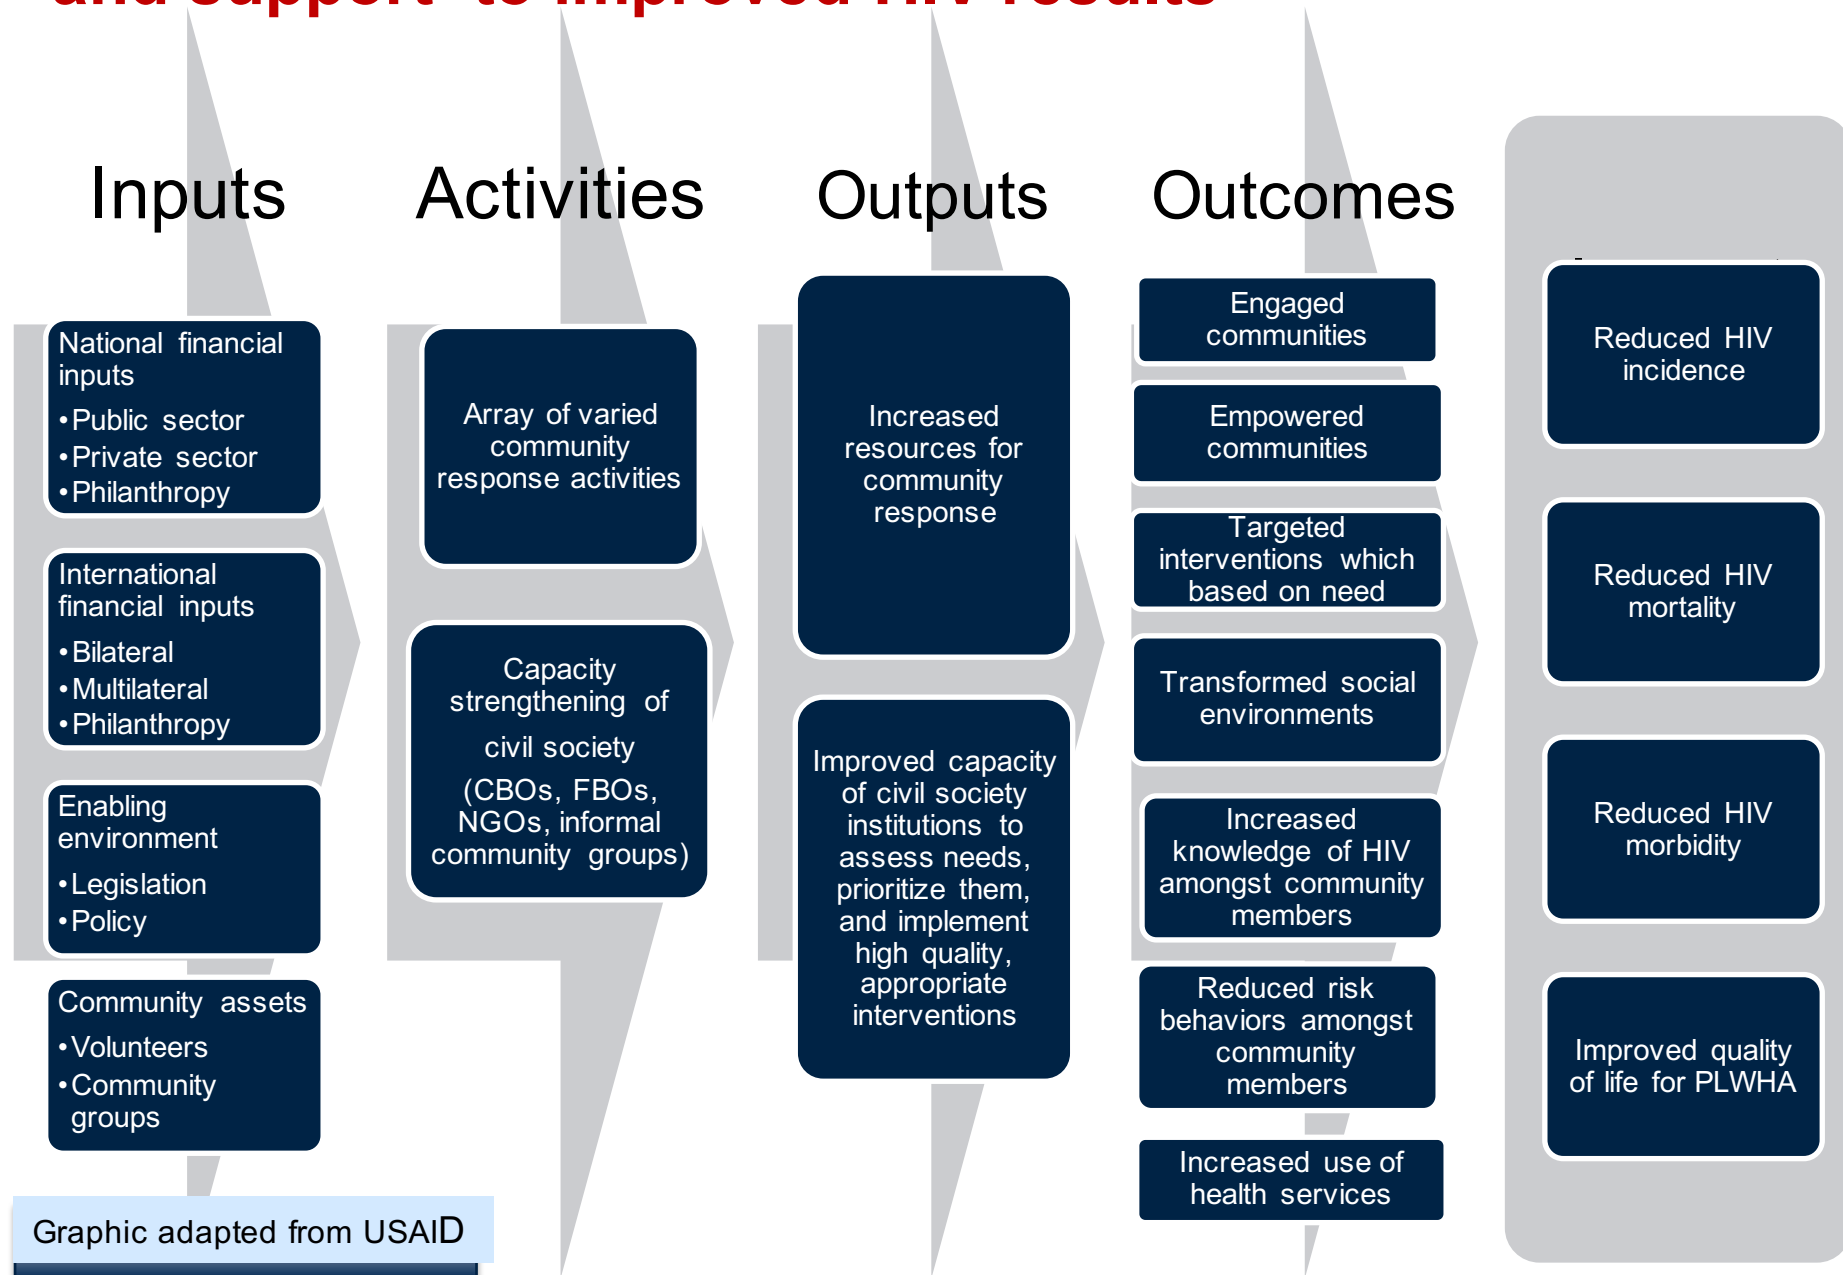 and support to improved HIV results
Inputs
National financial
inputs
•Public sector
•Private sector
•Philanthropy
International
financial inputs
•Bilateral
•Multilateral
•Philanthropy
Enabling
environment
•Legislation
•Policy
Community assets
•Volunteers
•Community
groups
Activities
Array of varied
community
response activities
Capacity
strengthening of
civil society
(CBOs, FBOs,
NGOs, informal
community groups)
Outputs
Increased
resources for
community
response
Improved capacity
of civil society
institutions to
assess needs,
prioritize them,
and implement
high quality,
appropriate
interventions
Outcomes
Engaged
communities
Empowered
communities
Targeted
interventions which
based on need
Transformed social
environments
Increased
knowledge of HIV
amongst community
members
Reduced risk
behaviors amongst
community
members
Increased use of
health services
Reduced HIV
incidence
Reduced HIV
mortality
Reduced HIV
morbidity
Improved quality
of life for PLWHA
Graphic adapted from USAID